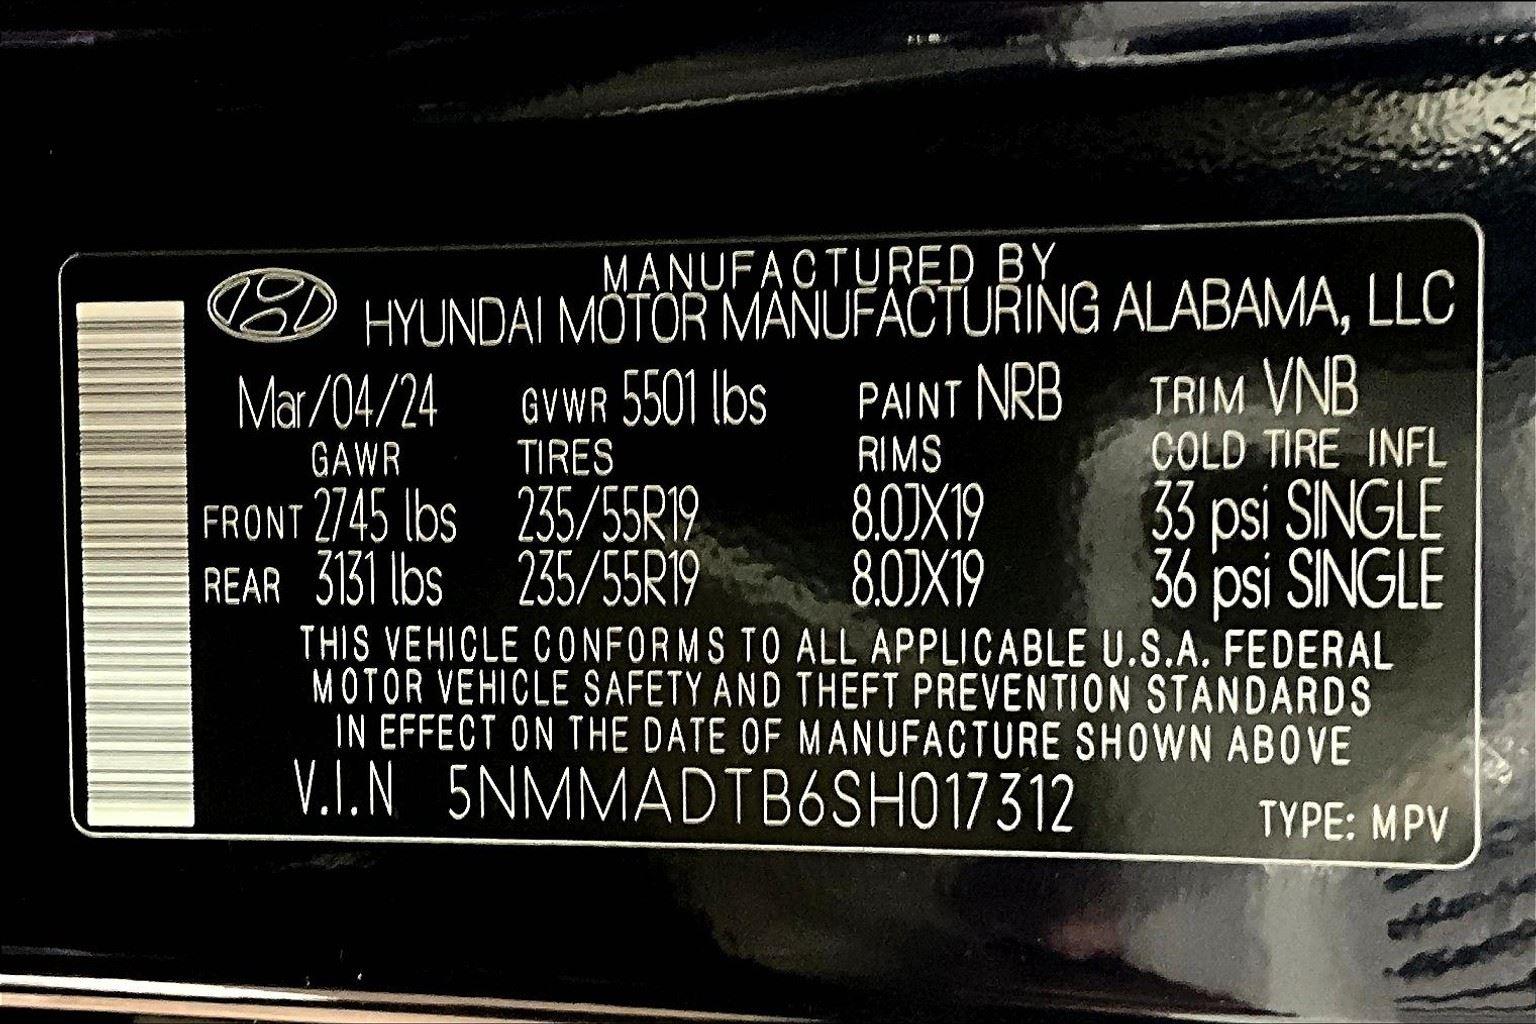 MANUFACTURED BY
HYUNDAI MOTOR MANUFACTURING ALABAMA, LLC
Mar/04/24 GVWR 5501 lbs PAINT NRB TRIM VNB
GAWR TIRES RIMS COLD TIRE INFL
FRONT 2745 lbs 235/55R19 8.0JX19 33 psi SINGLE
REAR 3131 lbs 235/55R19 8.0JX19 36 psi SINGLE
THIS VEHICLE CONFORMS TO ALL APPLICABLE U.S.A. FEDERAL
MOTOR VEHICLE SAFETY AND THEFT PREVENTION STANDARDS
IN EFFECT ON THE DATE OF MANUFACTURE SHOWN ABOVE
V.I.N 5NMMADTB6SH017312 TYPE: MPV